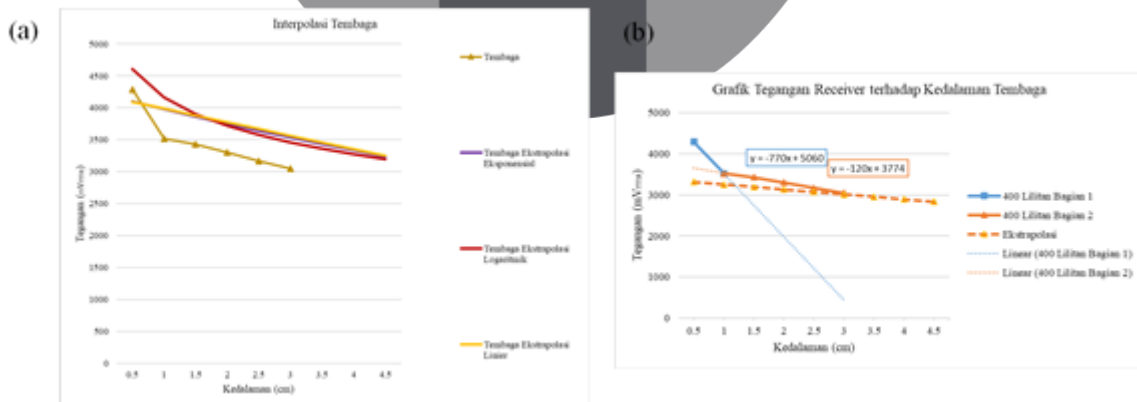 (a)
Interpolasi Tembaga
5000
4500
4000
3500
3000
2500
2000
1500
1000
500
0
Tegangan
0.5 1 1.5 2 2.5 3 3.5 4 4.5
Kedalaman (cm)
Tembaga
Tembaga Ekstrapolasi
Eksponensial
Tembaga Ekstrapolasi
Logaritmik
Tembaga Ekstrapolasi
Linier
(b)
Grafik Tegangan Receiver terhadap Kedalaman Tembaga
5000
4000
3000
2000
1000
0
Tegangan
y = -770x + 5060
y = -120x + 3774
0.5 1 1.5 2 2.5 3 3.5 4 4.5
Kedalaman (cm)
400 Lilitan Bagian 1
400 Lilitan Bagian 2
Ekstrapolasi
Linear (400 Lilitan Bagian 1)
Linear (400 Lilitan Bagian 2)